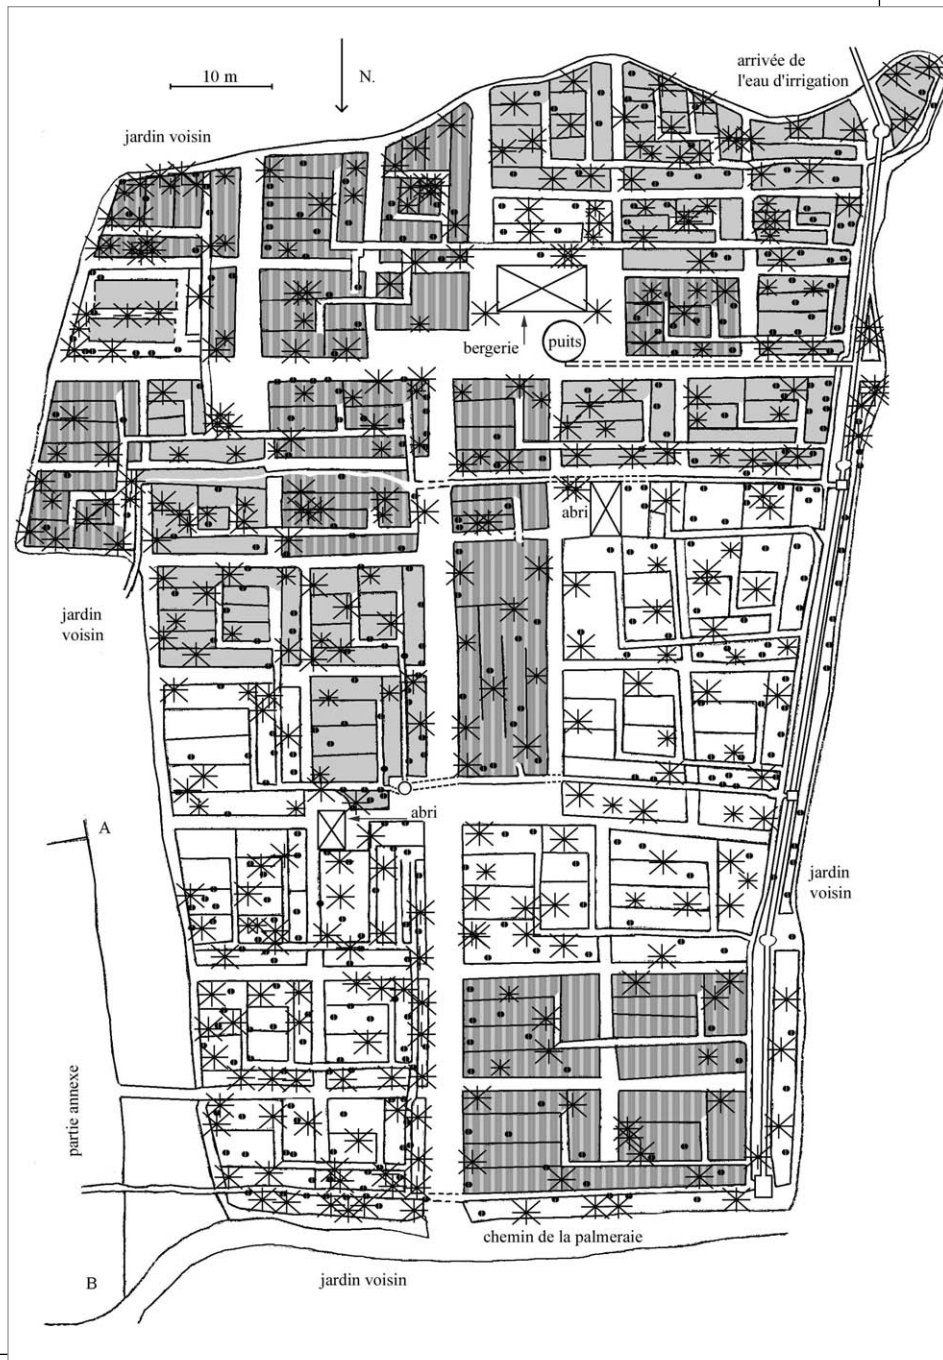 10 m
N.
arrivée de
l'eau d'irrigation
jardin voisin
bergerie
puits
abri
jardin
voisin
abri
A
jardin
voisin
partie annexe
chemin de la palmeraie
B
jardin voisin